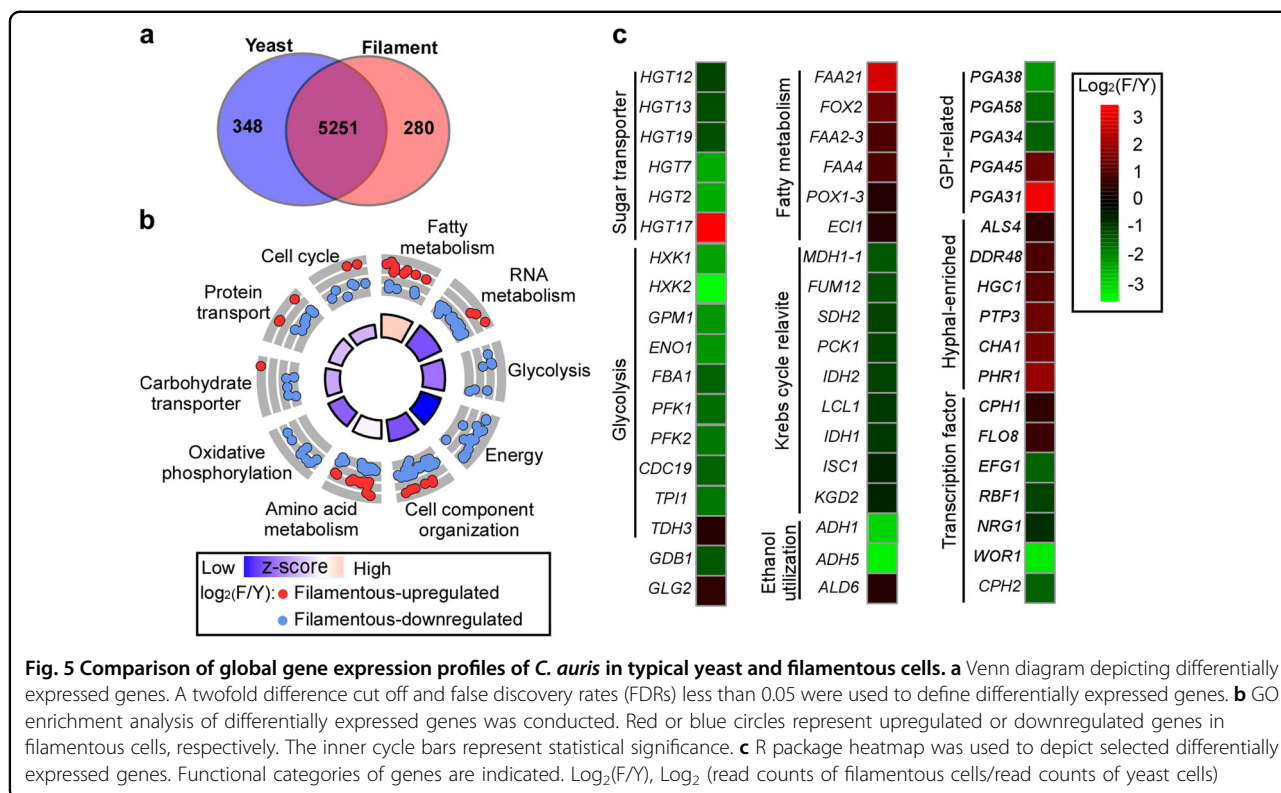 a
Yeast
Filament
348
5251
280
b
Cell cycle
Fatty
metabolism
RNA
metabolism
Protein
transport
Glycolysis
Carbohydrate
transporter
Energy
Oxidative
phosphorylation
Amino acid
metabolism
Cell component
organization
Low z-score High
log2(F/Y): Filamentous-upregulated
Filamentous-downregulated
c
Sugar transporter
HGT12
HGT13
HGT19
HGT7
HGT2
HGT17
Glycolysis
HXK1
HXK2
GPM1
ENO1
FBA1
PFK1
PFK2
CDC19
TPI1
TDH3
GDB1
GLG2
Fatty metabolism
FAA21
FOX2
FAA2-3
FAA4
POX1-3
ECI1
Krebs cycle relavite
MDH1-1
FUM12
SDH2
PCK1
IDH2
LCL1
IDH1
ISC1
KGD2
Ethanol
utilization
ADH1
ADH5
ALD6
GPI-related
PGA38
PGA58
PGA34
PGA45
PGA31
Hyphal-enriched
ALS4
DDR48
HGC1
PTP3
CHA1
PHR1
Transcription factor
CPH1
FLO8
EFG1
RBF1
NRG1
WOR1
CPH2
Log2(F/Y)
3
2
1
0
-1
-2
-3
Fig. 5 Comparison of global gene expression profiles of C. auris in typical yeast and filamentous cells. a Venn diagram depicting differentially
expressed genes. A twofold difference cut off and false discovery rates (FDRs) less than 0.05 were used to define differentially expressed genes. b GO
enrichment analysis of differentially expressed genes was conducted. Red or blue circles represent upregulated or downregulated genes in
filamentous cells, respectively. The inner cycle bars represent statistical significance. c R package heatmap was used to depict selected differentially
expressed genes. Functional categories of genes are indicated. Log2(F/Y), Log2 (read counts of filamentous cells/read counts of yeast cells)